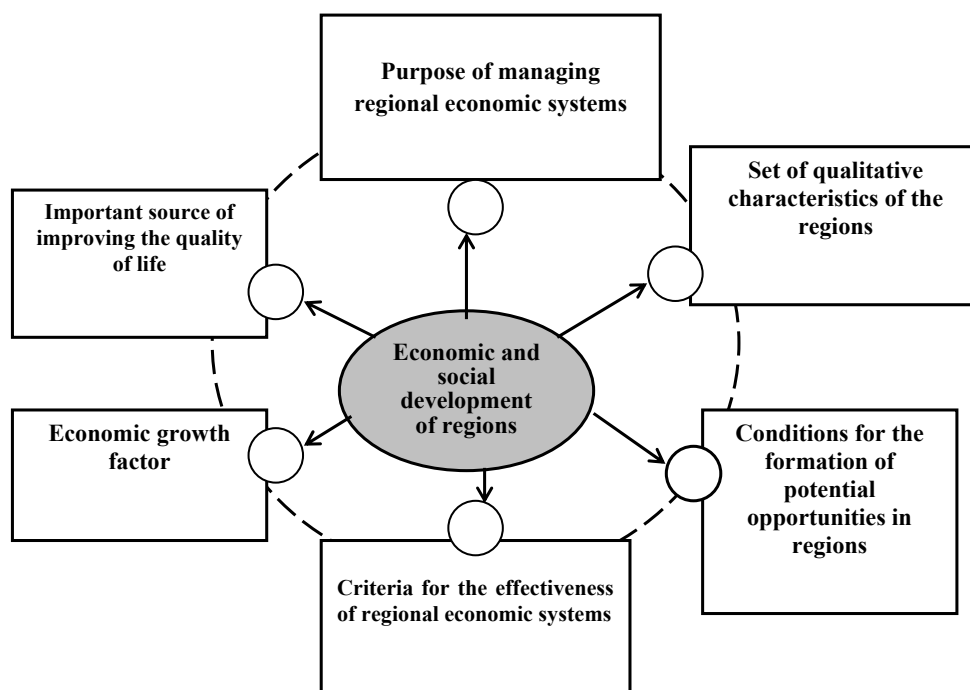 Purpose of managing
regional economic systems
Set of qualitative
characteristics of the
regions
Important source of
improving the quality
of life
Economic and
social
development
of regions
Economic growth
factor
Conditions for the
formation of
potential
opportunities in
regions
Criteria for the effectiveness
of regional economic systems